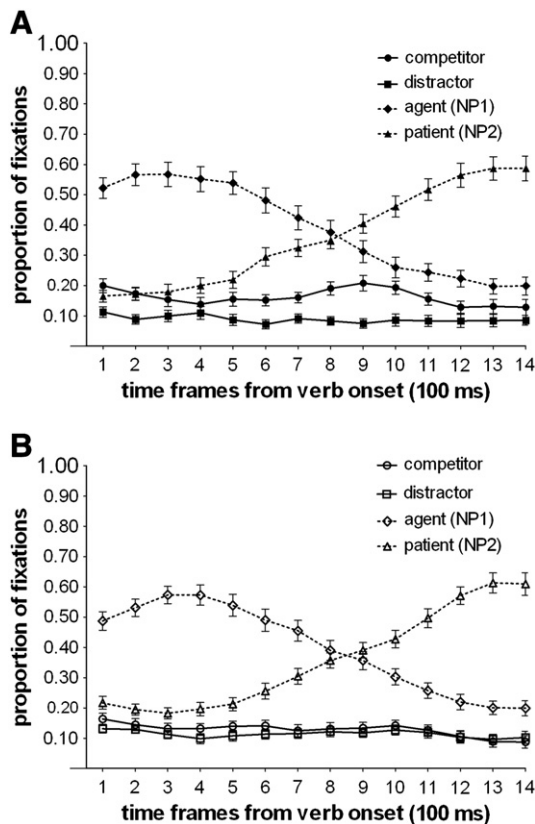 A
1.00
0.90
0.80
0.70
0.60
0.50
0.40
0.30
0.20
0.10
proportion of fixations
competitor
distractor
agent (NP1)
patient (NP2)
1 2 3 4 5 6 7 8 9 10 11 12 13 14
time frames from verb onset (100 ms)
B
1.00
0.90
0.80
0.70
0.60
0.50
0.40
0.30
0.20
0.10
proportion of fixations
competitor
distractor
agent (NP1)
patient (NP2)
1 2 3 4 5 6 7 8 9 10 11 12 13 14
time frames from verb onset (100 ms)